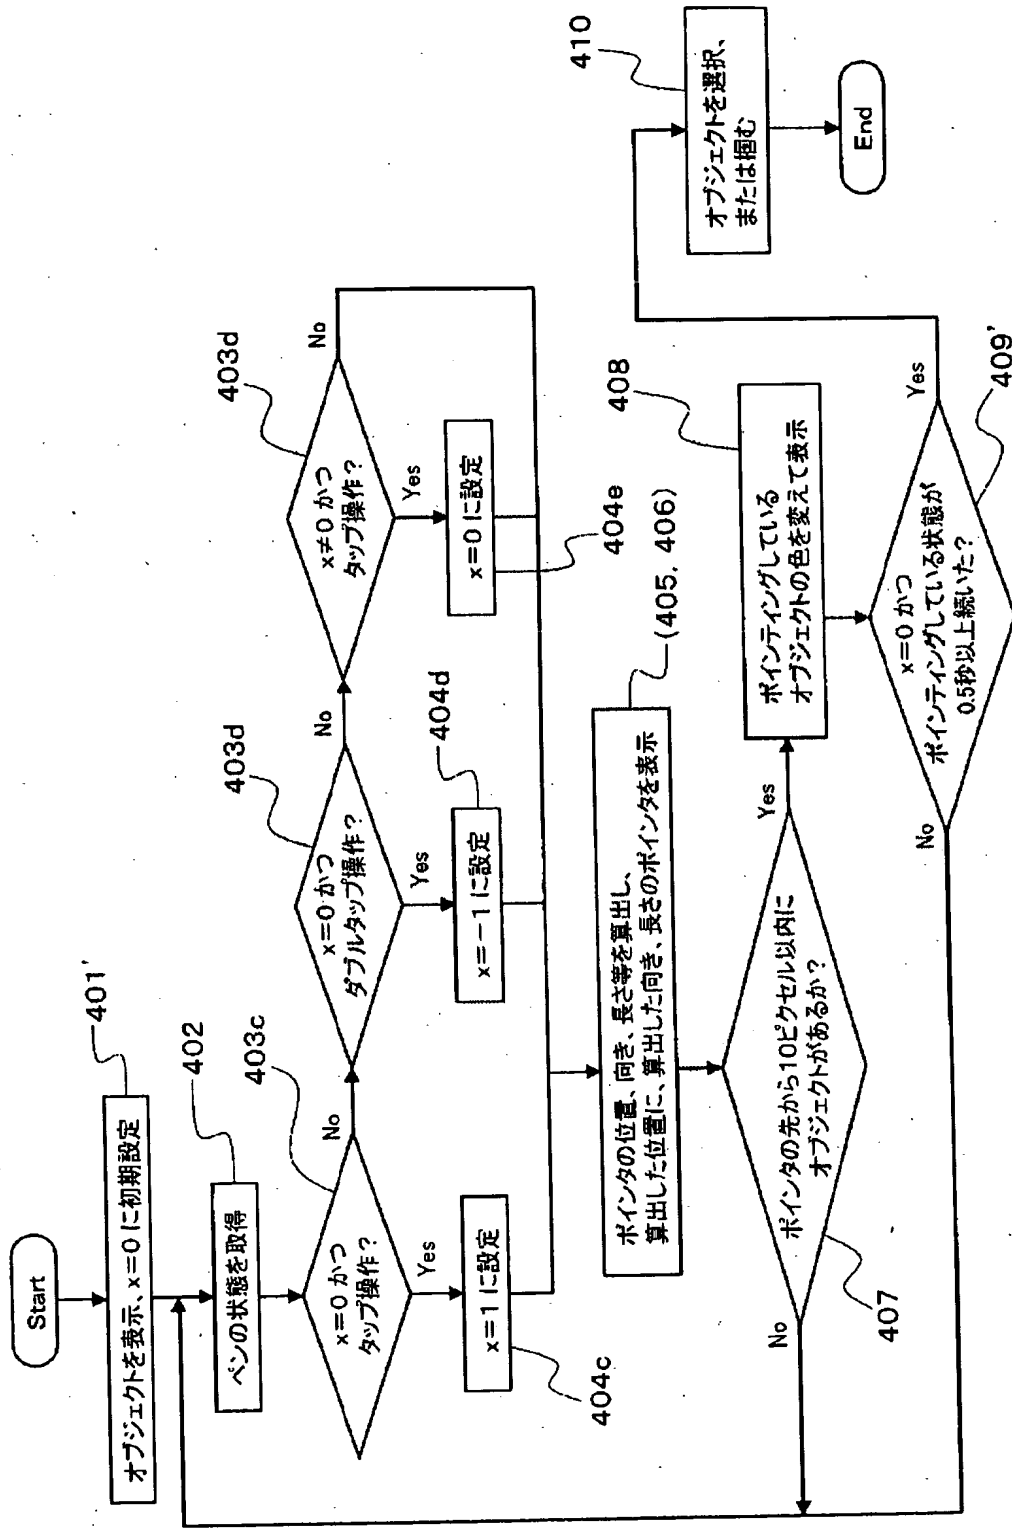 Start
オブジェクトを表示、x=0に初期設定
401'
ペンの状態を取得
402
x=0 かつ
タップ操作?
403c
No
Yes
x=1 に設定
404c
x=0 かつ
ダブルタップ操作?
403d
No
Yes
x=-1 に設定
404d
x≠0 かつ
タップ操作?
403d
No
Yes
x=0 に設定
404e
ポインタの位置、向き、長さ等を算出し、
算出した位置に、算出した向き、長さのポインタを表示
(405, 406)
ポインタの先から10ピクセル以内に
オブジェクトがあるか?
407
No
Yes
ポインティングしている
オブジェクトの色を変えて表示
408
x=0 かつ
ポインティングしている状態が
0.5秒以上続いた?
409'
No
Yes
オブジェクトを選択、
または掴む
410
End